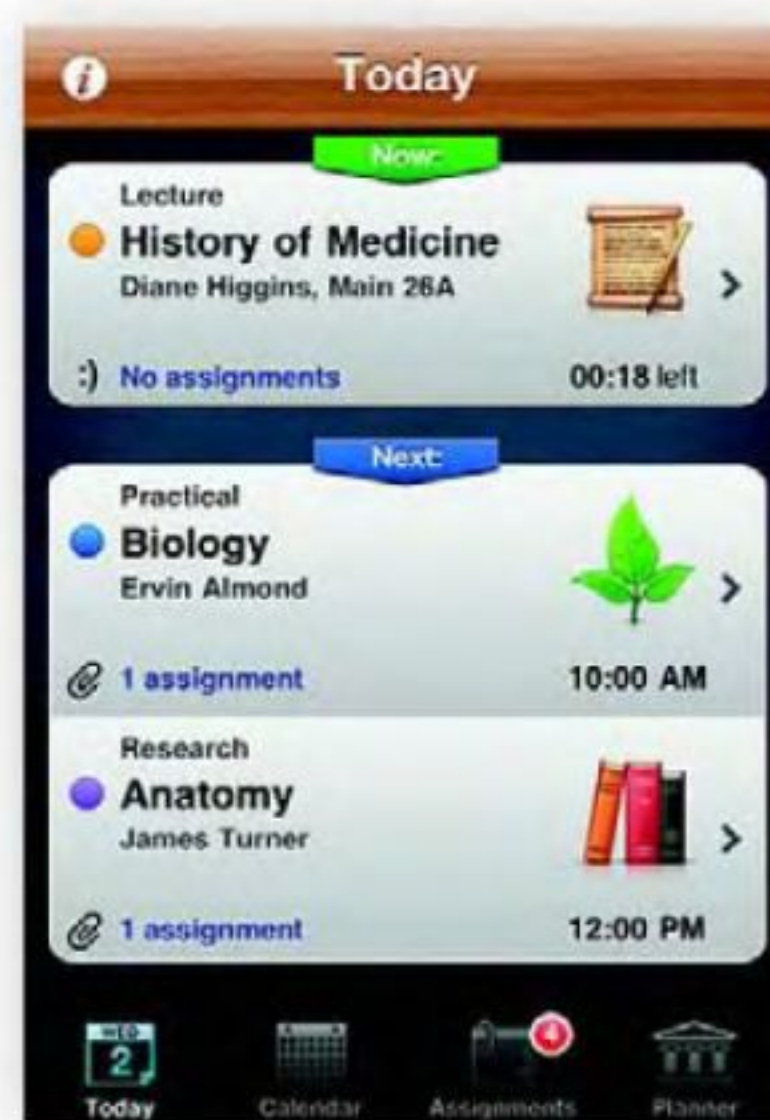 Today
Now:
Lecture
History of Medicine
Diane Higgins, Main 26A
:) No assignments
00:18 left
Next:
Practical
Biology
Ervin Almond
1 assignment
10:00 AM
Research
Anatomy
James Turner
1 assignment
12:00 PM
WED
2
4
Today
Calendar
Assignments
Planner